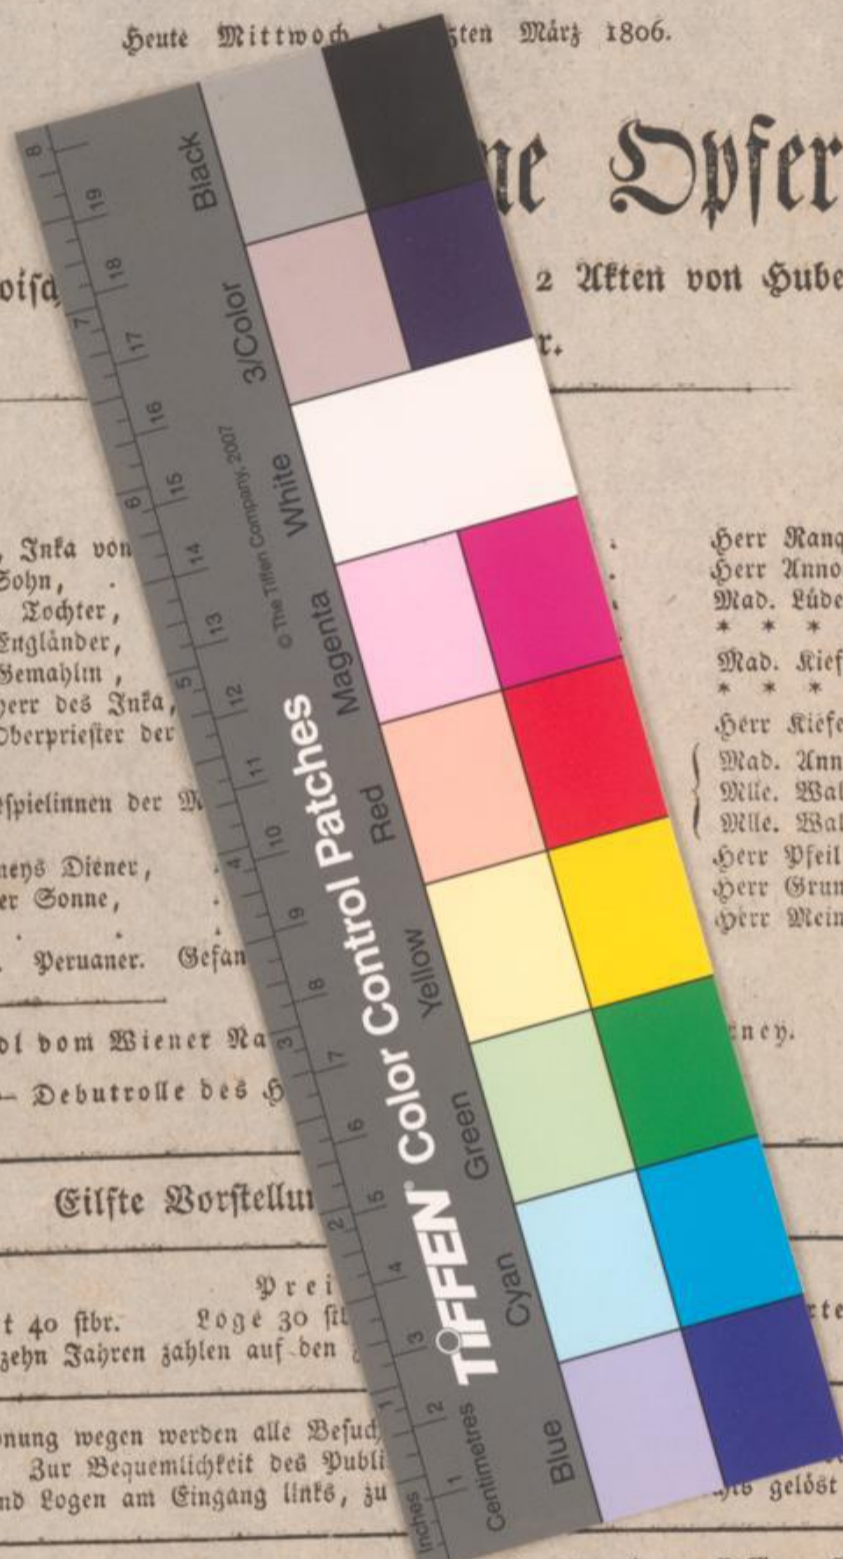 Heute Mittwoch ten März 1806.
ne Opfer
oisch 2 Akten von Hube
r.
, Inka von Herr Ranq
Sohn, . Herr Anno
Tochter, Mad. Lüde
Engländer, * * *
Gemahlin, Mad. Kief
herr des Inka, * * *
Oberpriester der Herr Kiefe
Mad. Ann
espielinnen der M Mlle. Wal
Mlle. Wal
neys Diener, . Herr Pfeil
er Sonne, . Herr Grun
. . . Herr Mein
. Peruaner. Gefan
dl vom Wiener Na rney.
— Debutrolle des H
Eilfte Vorstellun
Prei
t 40 stbr. Loge 30 stb rte
zehn Jahren zahlen auf den
nung wegen werden alle Besuch
Zur Bequemlichkeit des Publi
nd Logen am Eingang links, zu gelöst
TIFFEN® Color Control Patches
© The Tiffen Company, 2007
Inches 1 2 3 4 5 6 7 8
Centimetres 1 2 3 4 5 6 7 8 9 10 11 12 13 14 15 16 17 18 19
Blue
Cyan
Green
Yellow
Red
Magenta
White
3/Color
Black